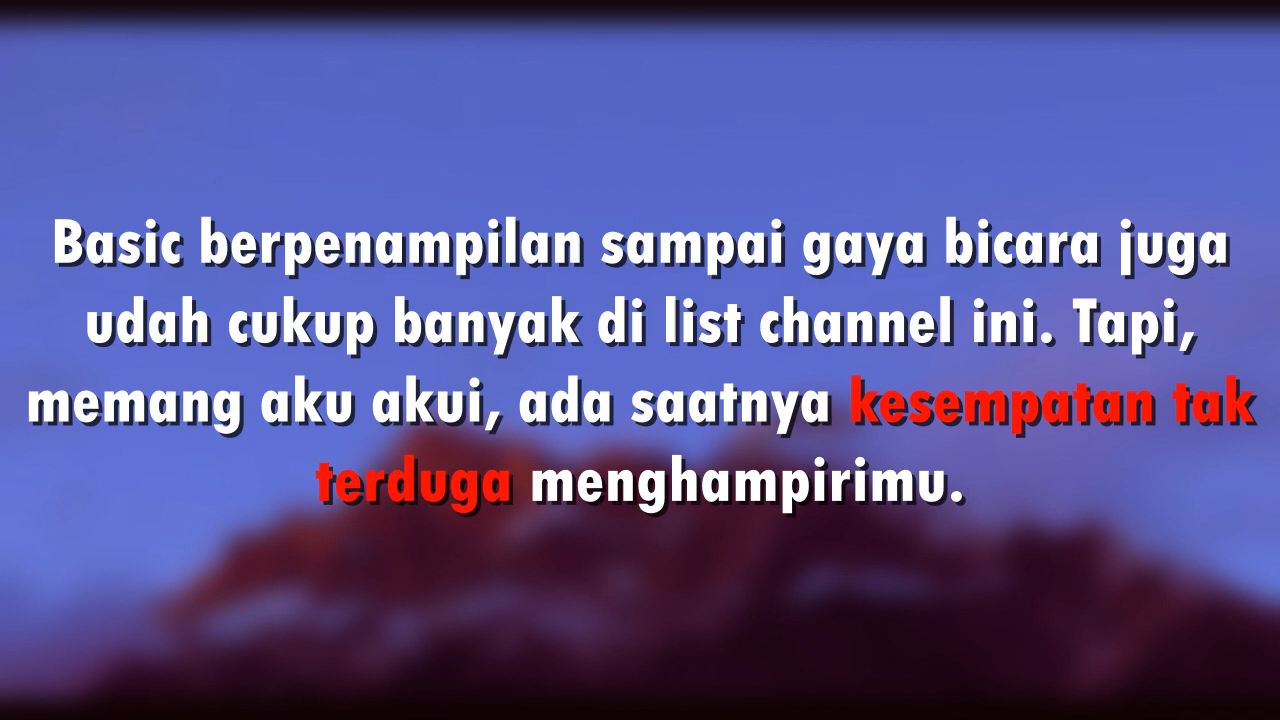 Basic berpenampilan sampai gaya bicara juga
udah cukup banyak di list channel ini. Tapi,
memang aku akui, ada saatnya kesempatan tak
terduga menghampirimu.